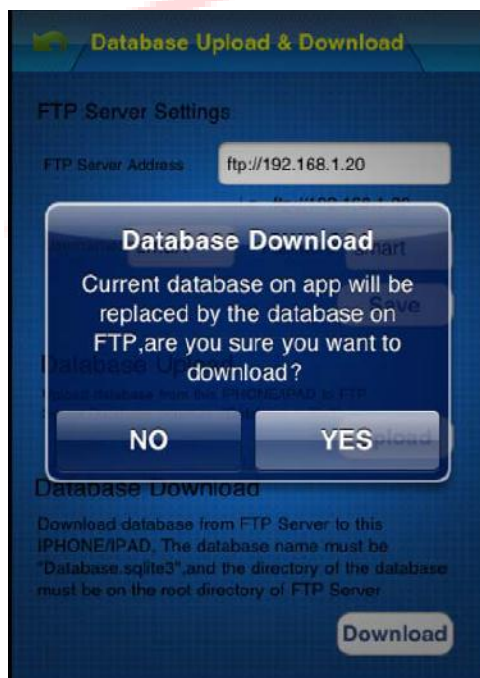 Database Upload & Download
FTP Server Settings
FTP Server Address
ftp://192.168.1.20
Database Download
smart
Current database on app will be
replaced by the database on
Save
FTP,are you sure you want to
download?
NO
YES
Database Download
Download database from FTP Server to this
IPHONE/IPAD, The database name must be
"Database.sqlite3",and the directory of the database
must be on the root directory of FTP Server
Download